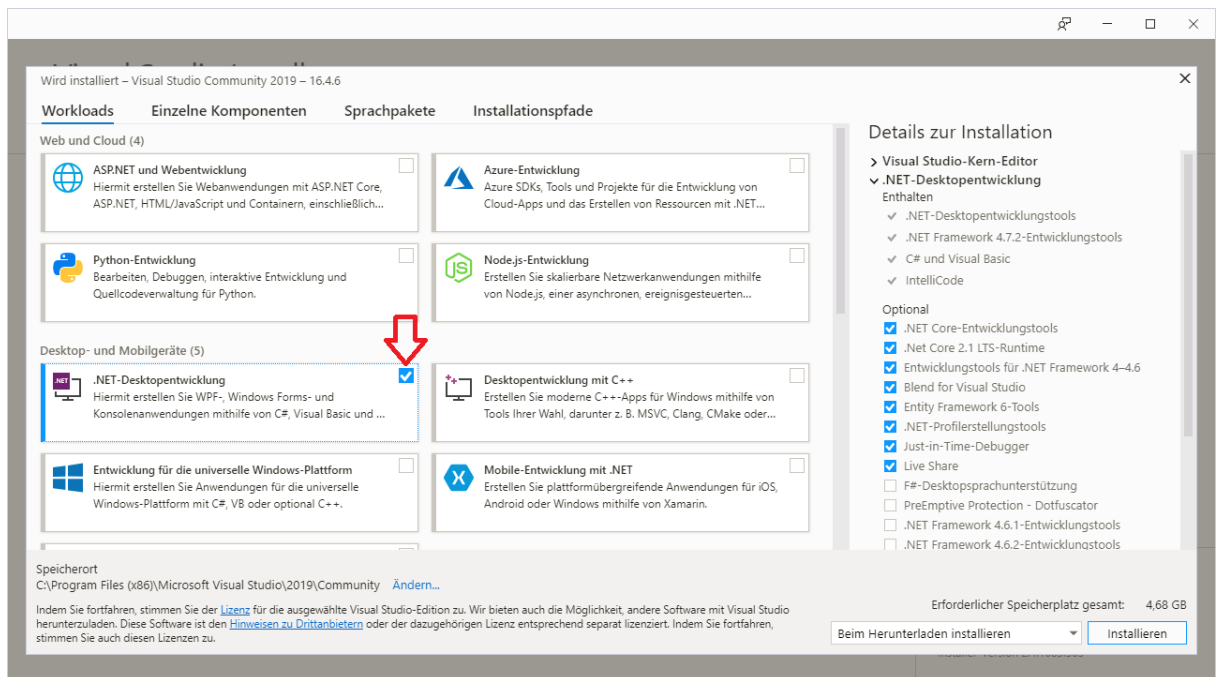 Wird installiert – Visual Studio Community 2019 – 16.4.6
Workloads Einzelne Komponenten Sprachpakete Installationspfade
Web und Cloud (4)
ASP.NET und Webentwicklung
Hiermit erstellen Sie Webanwendungen mit ASP.NET Core,
ASP.NET, HTML/JavaScript und Containern, einschließlich...
Azure-Entwicklung
Azure SDKs, Tools und Projekte für die Entwicklung von
Cloud-Apps und das Erstellen von Ressourcen mit .NET...
Python-Entwicklung
Bearbeiten, Debuggen, interaktive Entwicklung und
Quellcodeverwaltung für Python.
Node.js-Entwicklung
Erstellen Sie skalierbare Netzwerkanwendungen mithilfe
von Node.js, einer asynchronen, ereignisgesteuerten...
Desktop- und Mobilgeräte (5)
.NET
.NET-Desktopentwicklung
Hiermit erstellen Sie WPF-, Windows Forms- und
Konsolenanwendungen mithilfe von C#, Visual Basic und ...
Desktopentwicklung mit C++
Erstellen Sie moderne C++-Apps für Windows mithilfe von
Tools Ihrer Wahl, darunter z. B. MSVC, Clang, CMake oder...
Entwicklung für die universelle Windows-Plattform
Hiermit erstellen Sie Anwendungen für die universelle
Windows-Plattform mit C#, VB oder optional C++.
Mobile-Entwicklung mit .NET
Erstellen Sie plattformübergreifende Anwendungen für iOS,
Android oder Windows mithilfe von Xamarin.
Details zur Installation
Visual Studio-Kern-Editor
.NET-Desktopentwicklung
Enthalten
.NET-Desktopentwicklungstools
.NET Framework 4.7.2-Entwicklungstools
C# und Visual Basic
IntelliCode
Optional
.NET Core-Entwicklungstools
.Net Core 2.1 LTS-Runtime
Entwicklungstools für .NET Framework 4–4.6
Blend for Visual Studio
Entity Framework 6-Tools
.NET-Profilerstellungstools
Just-in-Time-Debugger
Live Share
F#-Desktopsprachunterstützung
PreEmptive Protection - Dotfuscator
.NET Framework 4.6.1-Entwicklungstools
.NET Framework 4.6.2-Entwicklungstools
Speicherort
C:\Program Files (x86)\Microsoft Visual Studio\2019\Community Ändern...
Indem Sie fortfahren, stimmen Sie der Lizenz für die ausgewählte Visual Studio-Edition zu. Wir bieten auch die Möglichkeit, andere Software mit Visual Studio
herunterzuladen. Diese Software ist den Hinweisen zu Drittanbietern oder der dazugehörigen Lizenz entsprechend separat lizenziert. Indem Sie fortfahren,
stimmen Sie auch diesen Lizenzen zu.
Erforderlicher Speicherplatz gesamt: 4,68 GB
Beim Herunterladen installieren Installieren